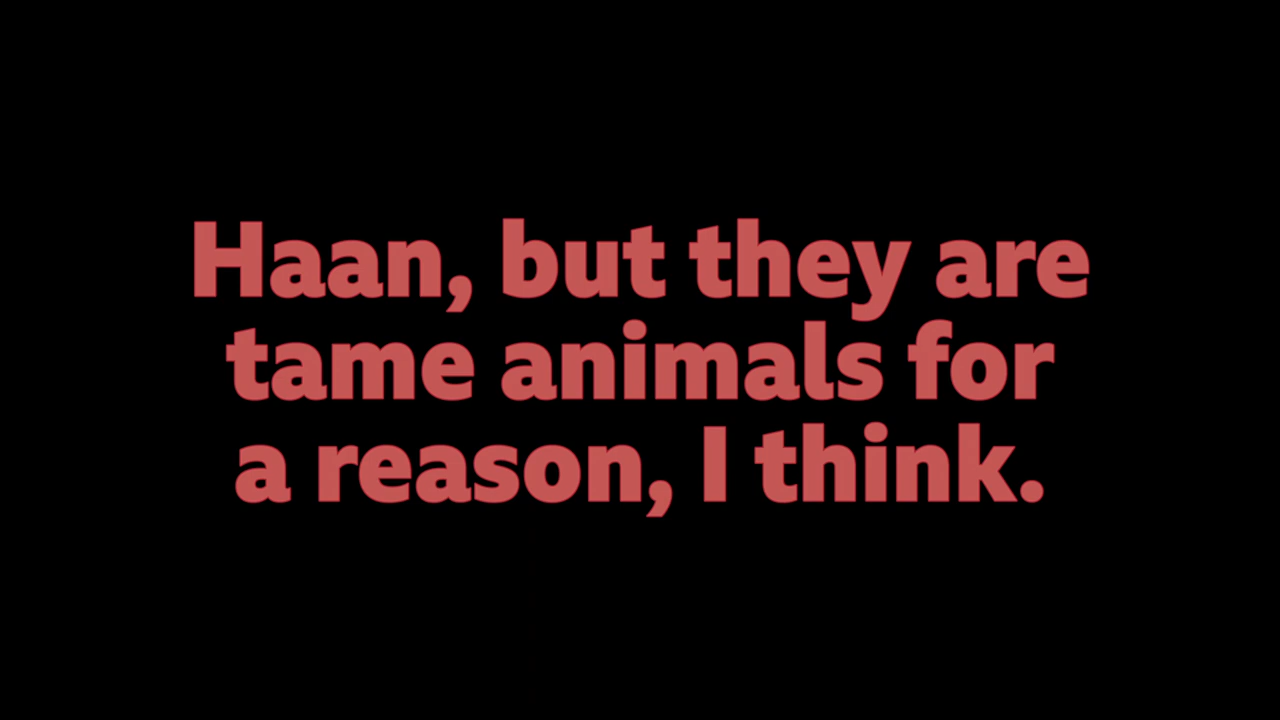 Haan, but they are
tame animals for
a reason, I think.